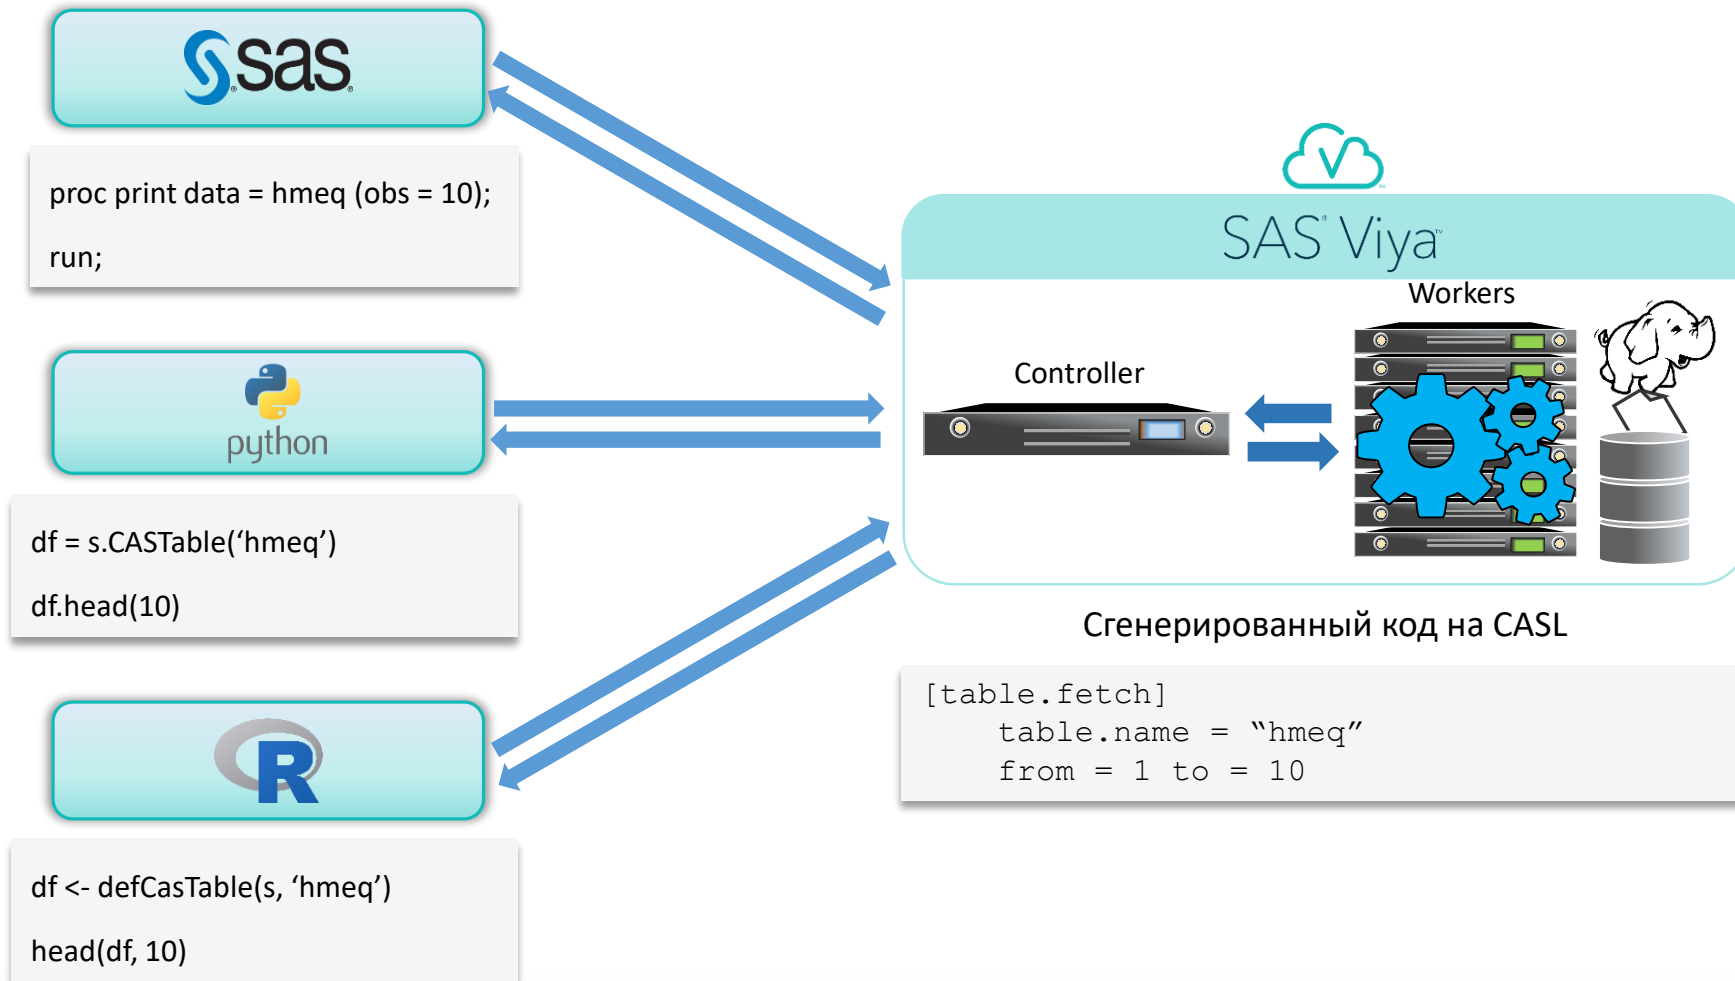 sas
proc print data = hmeq (obs = 10);
run;
python
df = s.CASTable(‘hmeq’)
df.head(10)
R
df <- defCasTable(s, ‘hmeq’)
head(df, 10)
SAS® Viya™
Workers
Controller
Сгенерированный код на CASL
[table.fetch]
table.name = “hmeq”
from = 1 to = 10